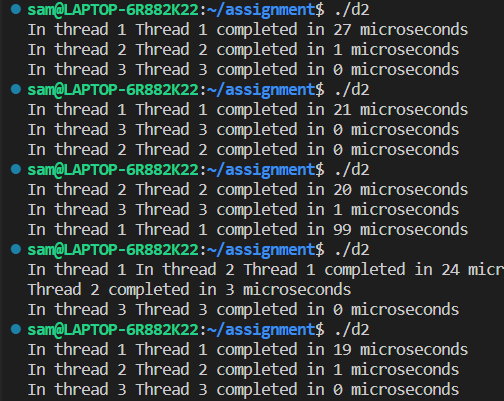 sam@LAPTOP-6R882K22:~/assignment$ ./d2
In thread 1 Thread 1 completed in 27 microseconds
In thread 2 Thread 2 completed in 1 microseconds
In thread 3 Thread 3 completed in 0 microseconds
sam@LAPTOP-6R882K22:~/assignment$ ./d2
In thread 1 Thread 1 completed in 21 microseconds
In thread 3 Thread 3 completed in 0 microseconds
In thread 2 Thread 2 completed in 0 microseconds
sam@LAPTOP-6R882K22:~/assignment$ ./d2
In thread 2 Thread 2 completed in 20 microseconds
In thread 3 Thread 3 completed in 1 microseconds
In thread 1 Thread 1 completed in 99 microseconds
sam@LAPTOP-6R882K22:~/assignment$ ./d2
In thread 1 In thread 2 Thread 1 completed in 24 micr
Thread 2 completed in 3 microseconds
In thread 3 Thread 3 completed in 0 microseconds
sam@LAPTOP-6R882K22:~/assignment$ ./d2
In thread 1 Thread 1 completed in 19 microseconds
In thread 2 Thread 2 completed in 1 microseconds
In thread 3 Thread 3 completed in 0 microseconds